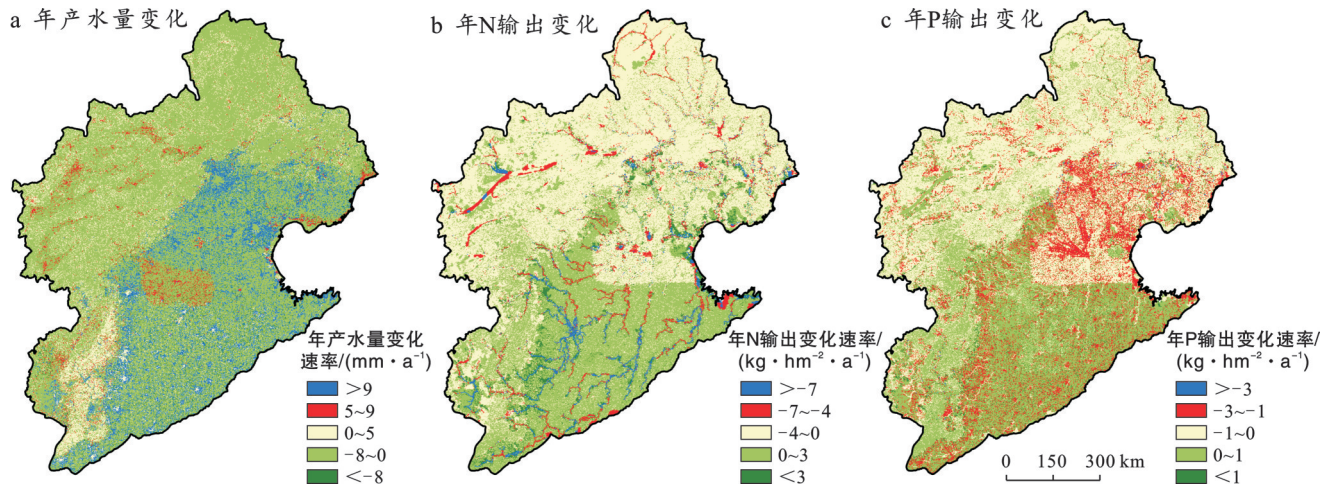 a 年产水量变化
b 年N输出变化
c 年P输出变化
年产水量变化
速率/(mm·a⁻¹)
>9
5~9
0~5
-8~0
<-8
年N输出变化速率/
(kg·hm⁻²·a⁻¹)
>-7
-7~-4
-4~0
0~3
<3
年P输出变化速率/
(kg·hm⁻²·a⁻¹)
>-3
-3~-1
-1~0
0~1
<1
0 150 300 km